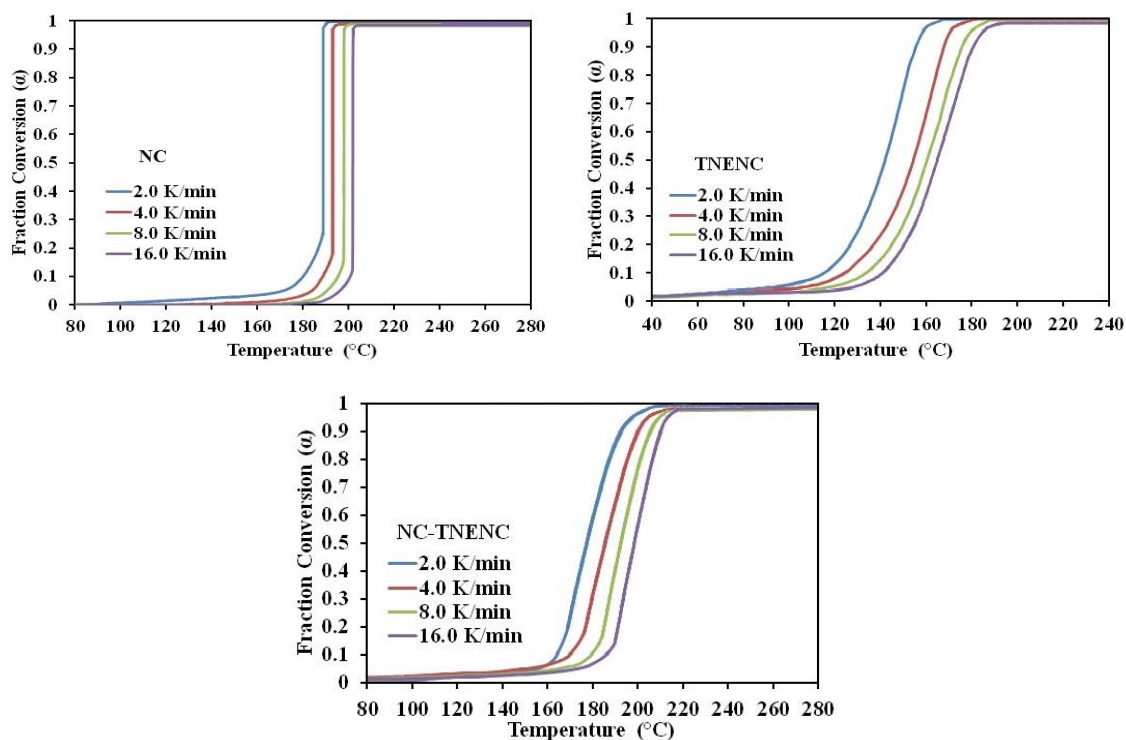 1
0.9
0.8
0.7
0.6
0.5
0.4
0.3
0.2
0.1
0
Fraction Conversion (α)
NC
2.0 K/min
4.0 K/min
8.0 K/min
16.0 K/min
80 100 120 140 160 180 200 220 240 260 280
Temperature (°C)
1
0.9
0.8
0.7
0.6
0.5
0.4
0.3
0.2
0.1
0
Fraction Conversion (α)
TNENC
2.0 K/min
4.0 K/min
8.0 K/min
16.0 K/min
40 60 80 100 120 140 160 180 200 220 240
Temperature (°C)
1
0.9
0.8
0.7
0.6
0.5
0.4
0.3
0.2
0.1
0
Fraction Conversion (α)
NC-TNENC
2.0 K/min
4.0 K/min
8.0 K/min
16.0 K/min
80 100 120 140 160 180 200 220 240 260 280
Temperature (°C)